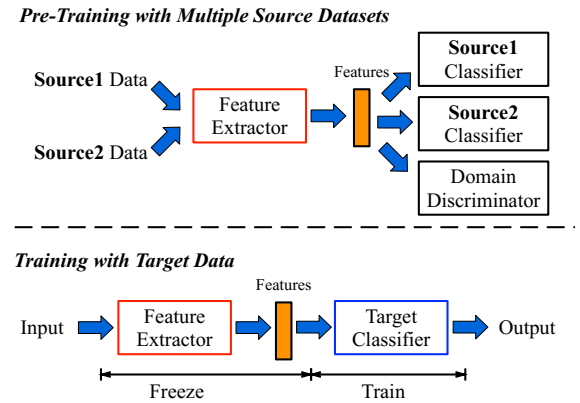 Pre-Training with Multiple Source Datasets
Source1 Data
Source2 Data
Feature
Extractor
Features
Source1
Classifier
Source2
Classifier
Domain
Discriminator
Training with Target Data
Input
Feature
Extractor
Features
Target
Classifier
Output
Freeze
Train